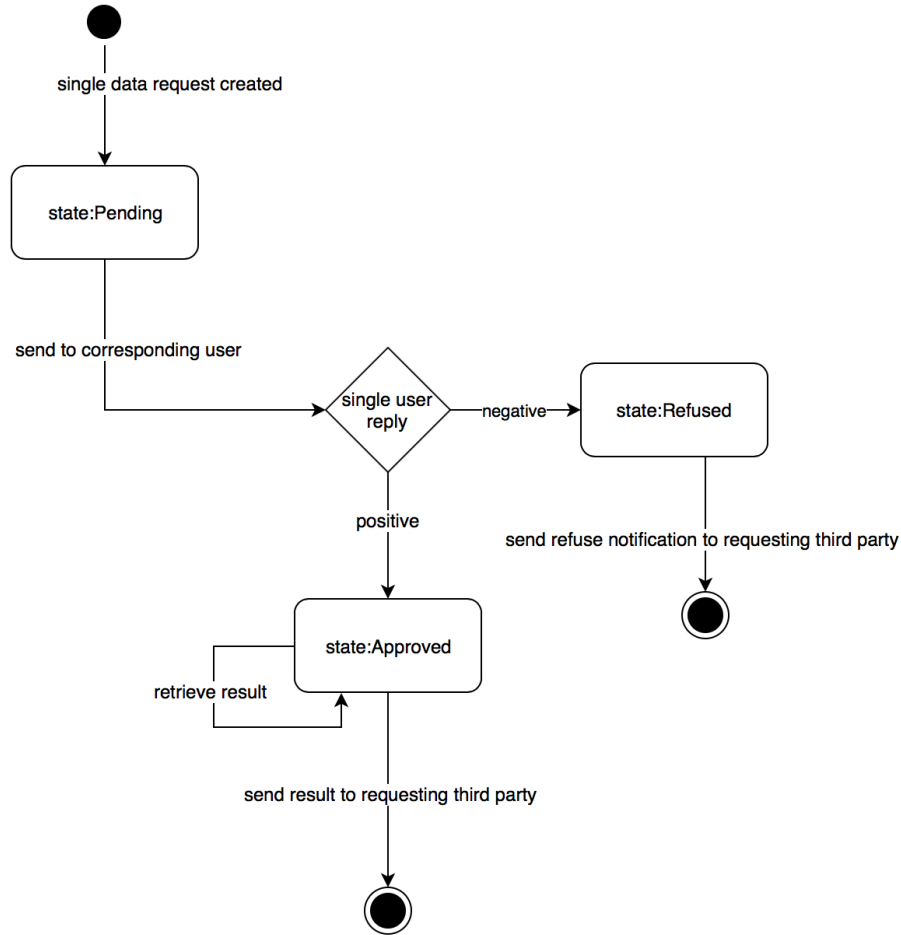 single data request created
state:Pending
send to corresponding user
single user
reply
negative
state:Refused
positive
send refuse notification to requesting third party
state:Approved
retrieve result
send result to requesting third party